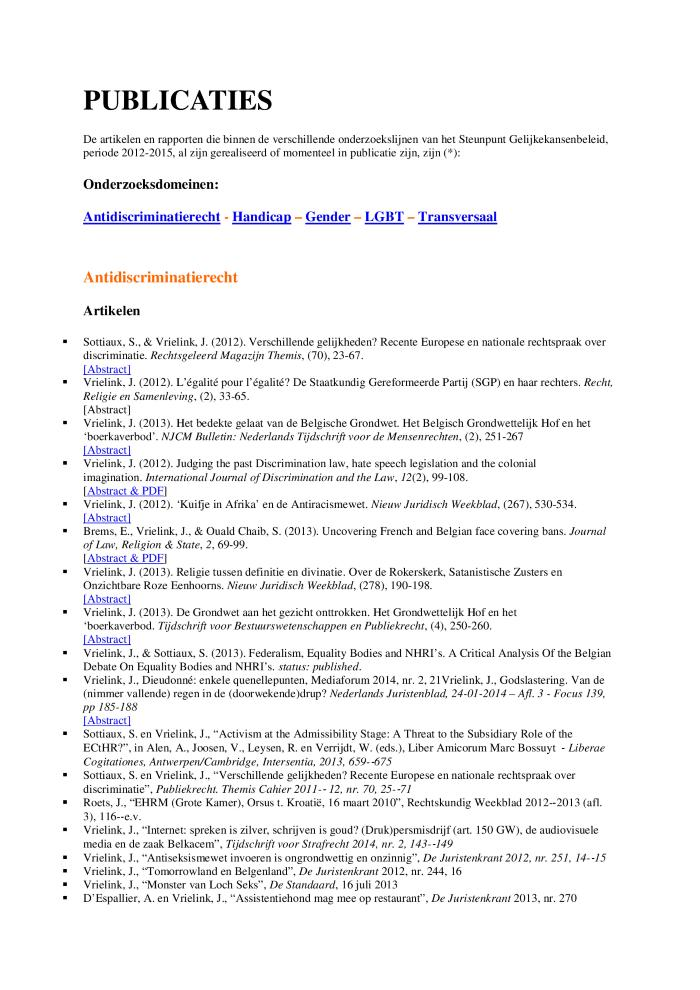 PUBLICATIES
De artikelen en rapporten die binnen de verschillende onderzoekslijnen van het Steunpunt Gelijkekansenbeleid,
periode 2012-2015, al zijn gerealiseerd of momenteel in publicatie zijn, zijn (*):
Onderzoeksdomeinen:
Antidiscriminatierecht - Handicap – Gender – LGBT – Transversaal
Antidiscriminatierecht
Artikelen
▪ Sottiaux, S., & Vrielink, J. (2012). Verschillende gelijkheden? Recente Europese en nationale rechtspraak over
discriminatie. Rechtsgeleerd Magazijn Themis, (70), 23-67.
[Abstract]
▪ Vrielink, J. (2012). L’égalité pour l’égalité? De Staatkundig Gereformeerde Partij (SGP) en haar rechters. Recht,
Religie en Samenleving, (2), 33-65.
[Abstract]
▪ Vrielink, J. (2013). Het bedekte gelaat van de Belgische Grondwet. Het Belgisch Grondwettelijk Hof en het
‘boerkaverbod’. NJCM Bulletin: Nederlands Tijdschrift voor de Mensenrechten, (2), 251-267
[Abstract]
▪ Vrielink, J. (2012). Judging the past Discrimination law, hate speech legislation and the colonial
imagination. International Journal of Discrimination and the Law, 12(2), 99-108.
[Abstract & PDF]
▪ Vrielink, J. (2012). ‘Kuifje in Afrika’ en de Antiracismewet. Nieuw Juridisch Weekblad, (267), 530-534.
[Abstract]
▪ Brems, E., Vrielink, J., & Ouald Chaib, S. (2013). Uncovering French and Belgian face covering bans. Journal
of Law, Religion & State, 2, 69-99.
[Abstract & PDF]
▪ Vrielink, J. (2013). Religie tussen definitie en divinatie. Over de Rokerskerk, Satanistische Zusters en
Onzichtbare Roze Eenhoorns. Nieuw Juridisch Weekblad, (278), 190-198.
[Abstract]
▪ Vrielink, J. (2013). De Grondwet aan het gezicht onttrokken. Het Grondwettelijk Hof en het
‘boerkaverbod. Tijdschrift voor Bestuurswetenschappen en Publiekrecht, (4), 250-260.
[Abstract]
▪ Vrielink, J., & Sottiaux, S. (2013). Federalism, Equality Bodies and NHRI’s. A Critical Analysis Of the Belgian
Debate On Equality Bodies and NHRI’s. status: published.
▪ Vrielink, J., Dieudonné: enkele quenellepunten, Mediaforum 2014, nr. 2, 21Vrielink, J., Godslastering. Van de
(nimmer vallende) regen in de (doorwekende)drup? Nederlands Juristenblad, 24-01-2014 – Afl. 3 - Focus 139,
pp 185-188
[Abstract]
▪ Sottiaux, S. en Vrielink, J., “Activism at the Admissibility Stage: A Threat to the Subsidiary Role of the
ECtHR?”, in Alen, A., Joosen, V., Leysen, R. en Verrijdt, W. (eds.), Liber Amicorum Marc Bossuyt - Liberae
Cogitationes, Antwerpen/Cambridge, Intersentia, 2013, 659--675
▪ Sottiaux, S. en Vrielink, J., “Verschillende gelijkheden? Recente Europese en nationale rechtspraak over
discriminatie”, Publiekrecht. Themis Cahier 2011-- 12, nr. 70, 25--71
▪ Roets, J., “EHRM (Grote Kamer), Orsus t. Kroatië, 16 maart 2010”, Rechtskundig Weekblad 2012--2013 (afl.
3), 116--e.v.
▪ Vrielink, J., “Internet: spreken is zilver, schrijven is goud? (Druk)persmisdrijf (art. 150 GW), de audiovisuele
media en de zaak Belkacem”, Tijdschrift voor Strafrecht 2014, nr. 2, 143--149
▪ Vrielink, J., “Antiseksismewet invoeren is ongrondwettig en onzinnig”, De Juristenkrant 2012, nr. 251, 14--15
▪ Vrielink, J., “Tomorrowland en Belgenland”, De Juristenkrant 2012, nr. 244, 16
▪ Vrielink, J., “Monster van Loch Seks”, De Standaard, 16 juli 2013
▪ D’Espallier, A. en Vrielink, J., “Assistentiehond mag mee op restaurant”, De Juristenkrant 2013, nr. 270